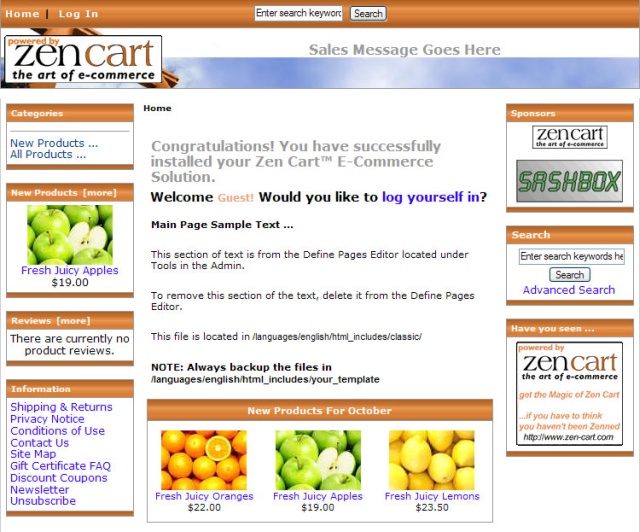 Home | Log In
Enter search keyword
Search
powered by
zen cart
the art of e-commerce
Sales Message Goes Here
Categories
New Products ...
All Products ...
New Products [more]
Fresh Juicy Apples
$19.00
Reviews [more]
There are currently no
product reviews.
Information
Shipping & Returns
Privacy Notice
Conditions of Use
Contact Us
Site Map
Gift Certificate FAQ
Discount Coupons
Newsletter
Unsubscribe
Home
Congratulations! You have successfully
installed your Zen Cart™ E-Commerce
Solution.
Welcome Guest! Would you like to log yourself in?
Main Page Sample Text ...
This section of text is from the Define Pages Editor located under
Tools in the Admin.
To remove this section of the text, delete it from the Define Pages
Editor.
This file is located in /languages/english/html_includes/classic/
NOTE: Always backup the files in
/languages/english/html_includes/your_template
New Products For October
Fresh Juicy Oranges
$22.00
Fresh Juicy Apples
$19.00
Fresh Juicy Lemons
$23.50
Sponsors
zen cart
the art of e-commerce
SASHBOX
Search
Enter search keywords he
Search
Advanced Search
Have you seen ...
powered by
zen cart
the art of e-commerce
get the Magic of Zen Cart
...if you have to think
you haven't been Zenned
http://www.zen-cart.com